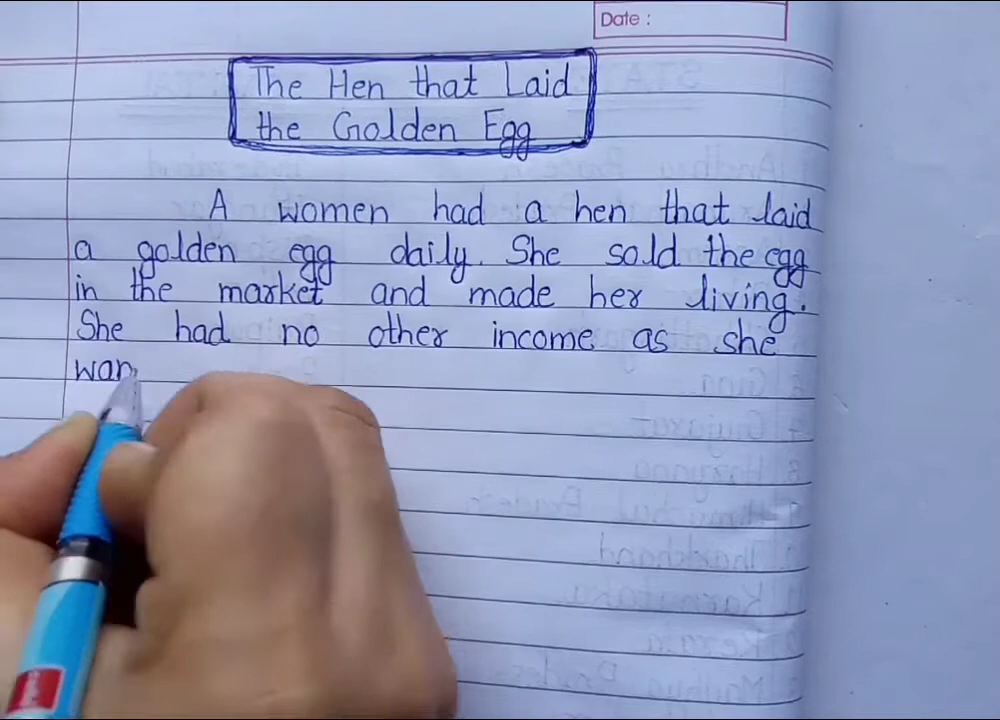 Date :
The Hen that Laid
the Golden Egg
A women had a hen that laid
a golden egg daily. She sold the egg
in the market and made her living.
She had no other income as she
wan